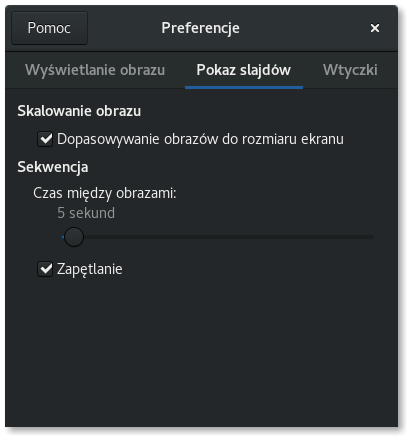 Pomoc
Preferencje
Wyświetlanie obrazu
Pokaz slajdów
Wtyczki
Skalowanie obrazu
Dopasowywanie obrazów do rozmiaru ekranu
Sekwencja
Czas między obrazami:
5 sekund
Zapętlanie